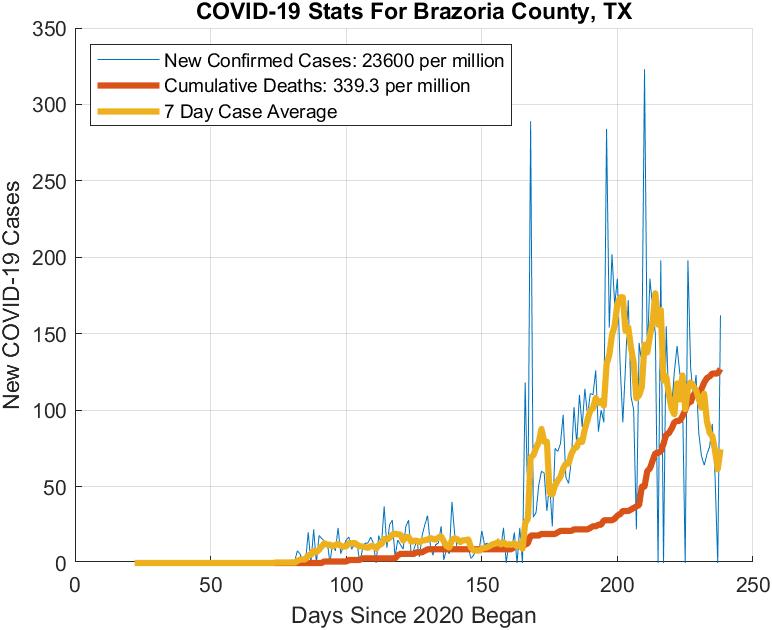 COVID-19 Stats For Brazoria County, TX
350
300
250
200
150
100
50
0
New COVID-19 Cases
New Confirmed Cases: 23600 per million
Cumulative Deaths: 339.3 per million
7 Day Case Average
0
50
100
150
200
250
Days Since 2020 Began